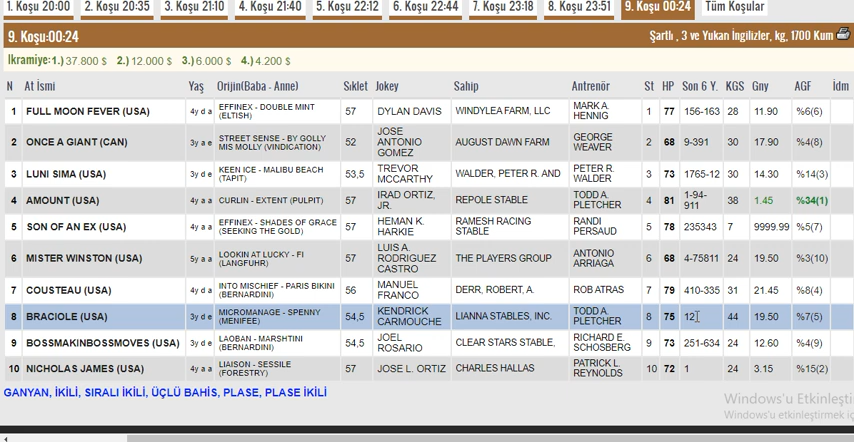 1. Koşu 20:00 2. Koşu 20:35 3. Koşu 21:10 4. Koşu 21:40 5. Koşu 22:12 6. Koşu 22:44 7. Koşu 23:18 8. Koşu 23:51 9. Koşu 00:24 Tüm Koşular
9. Koşu:00:24 Şartlı , 3 ve Yukarı İngilizler, kg, 1700 Kum
İkramiye:1.) 37.800 $ 2.) 12.000 $ 3.) 6.000 $ 4.) 4.200 $
N At İsmi Yaş Orijin(Baba - Anne) Sıklet Jokey Sahip Antrenör St HP Son 6 Y. KGS Gny AGF İdm
1 FULL MOON FEVER (USA) 4y d a EFFINEX - DOUBLE MINT (ELTISH) 57 DYLAN DAVIS WINDYLEA FARM, LLC MARK A. HENNIG 1 77 156-163 28 11.90 %6(6)
2 ONCE A GIANT (CAN) 3y a e STREET SENSE - BY GOLLY MIS MOLLY (VINDICATION) 52 JOSE ANTONIO GOMEZ AUGUST DAWN FARM GEORGE WEAVER 2 68 9-391 30 17.90 %4(8)
3 LUNI SIMA (USA) 3y d e KEEN ICE - MALIBU BEACH (TAPIT) 53,5 TREVOR MCCARTHY WALDER, PETER R. AND PETER R. WALDER 3 73 1765-12 30 14.30 %14(3)
4 AMOUNT (USA) 4y a a CURLIN - EXTENT (PULPIT) 57 IRAD ORTIZ, JR. REPOLE STABLE TODD A. PLETCHER 4 81 1-94-911 38 1.45 %34(1)
5 SON OF AN EX (USA) 4y a a EFFINEX - SHADES OF GRACE (SEEKING THE GOLD) 57 HEMAN K. HARKIE RAMESH RACING STABLE RANDI PERSAUD 5 78 235343 7 9999.99 %5(7)
6 MISTER WINSTON (USA) 5y a a LOOKIN AT LUCKY - FI (LANGFUHR) 57 LUIS A. RODRIGUEZ CASTRO THE PLAYERS GROUP ANTONIO ARRIAGA 6 68 4-75811 24 19.50 %3(10)
7 COUSTEAU (USA) 4y d a INTO MISCHIEF - PARIS BIKINI (BERNARDINI) 56 MANUEL FRANCO DERR, ROBERT, A. ROB ATRAS 7 79 410-335 31 21.45 %8(4)
8 BRACIOLE (USA) 3y d e MICROMANAGE - SPENNY (MENIFEE) 54,5 KENDRICK CARMOUCHE LIANNA STABLES, INC. TODD A. PLETCHER 8 75 12 44 19.50 %7(5)
9 BOSSMAKINBOSSMOVES (USA) 3y d e LAOBAN - MARSHTINI (BERNARDINI) 54,5 JOEL ROSARIO CLEAR STARS STABLE, RICHARD E. SCHOSBERG 9 73 251-634 24 12.60 %4(9)
10 NICHOLAS JAMES (USA) 4y a a LIAISON - SESSILE (FORESTRY) 57 JOSE L. ORTIZ CHARLES HALLAS PATRICK L. REYNOLDS 10 72 1 24 3.15 %15(2)
GANYAN, İKİLİ, SIRALI İKİLİ, ÜÇLÜ BAHİS, PLASE, PLASE İKİLİ
Windows'u Etkinleşti
Windows'u etkinleştirmek iç